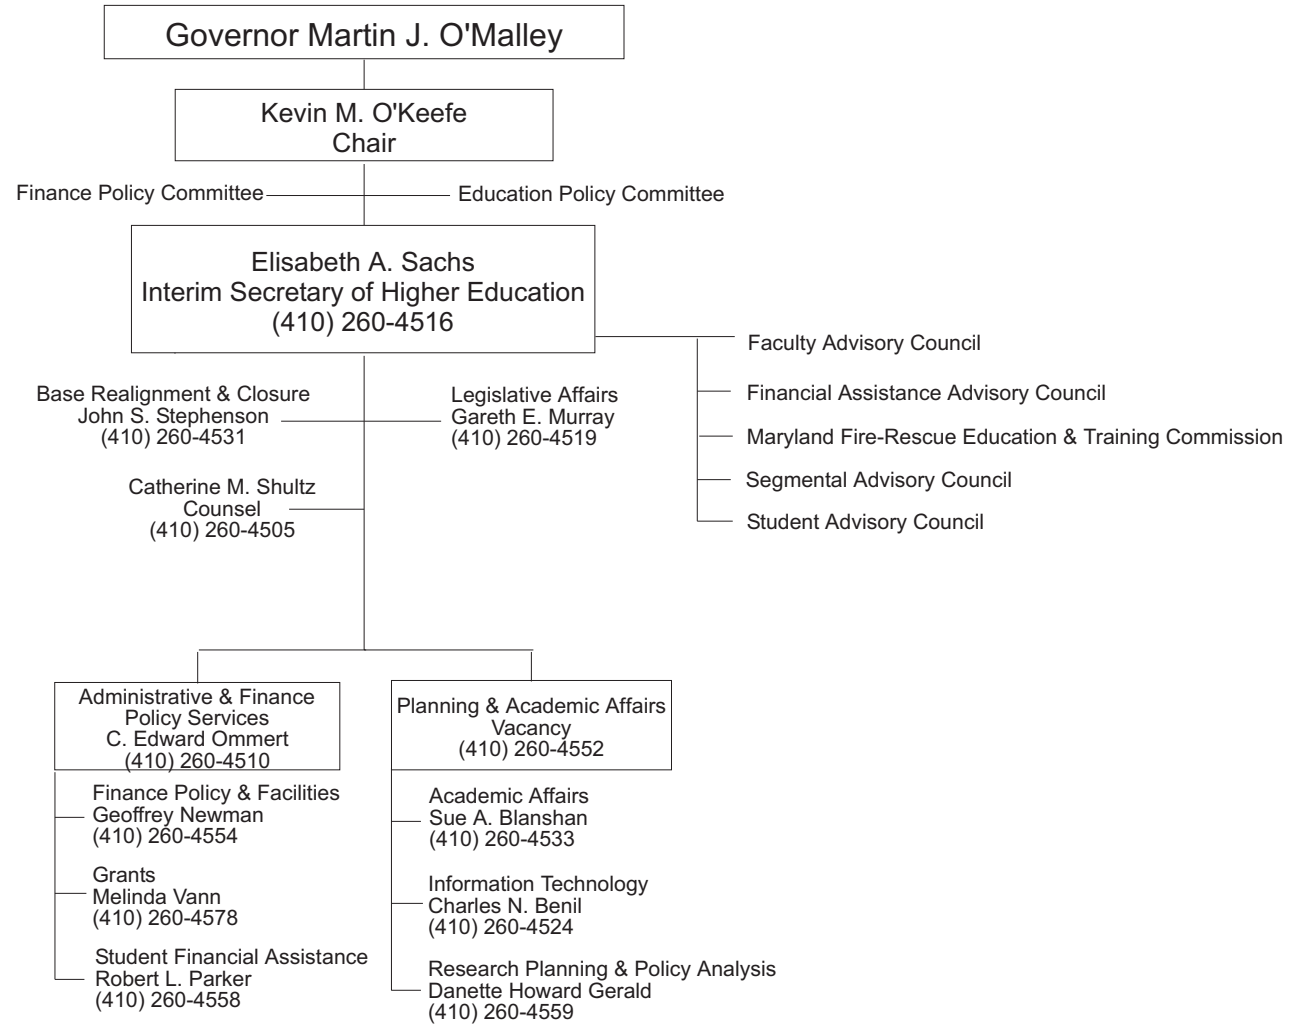 Governor Martin J. O'Malley
Kevin M. O'Keefe
Chair
Finance Policy Committee
Education Policy Committee
Elisabeth A. Sachs
Interim Secretary of Higher Education
(410) 260-4516
Faculty Advisory Council
Financial Assistance Advisory Council
Maryland Fire-Rescue Education & Training Commission
Segmental Advisory Council
Student Advisory Council
Base Realignment & Closure
John S. Stephenson
(410) 260-4531
Legislative Affairs
Gareth E. Murray
(410) 260-4519
Catherine M. Shultz
Counsel
(410) 260-4505
Administrative & Finance
Policy Services
C. Edward Ommert
(410) 260-4510
Finance Policy & Facilities
Geoffrey Newman
(410) 260-4554
Grants
Melinda Vann
(410) 260-4578
Student Financial Assistance
Robert L. Parker
(410) 260-4558
Planning & Academic Affairs
Vacancy
(410) 260-4552
Academic Affairs
Sue A. Blanshan
(410) 260-4533
Information Technology
Charles N. Benil
(410) 260-4524
Research Planning & Policy Analysis
Danette Howard Gerald
(410) 260-4559